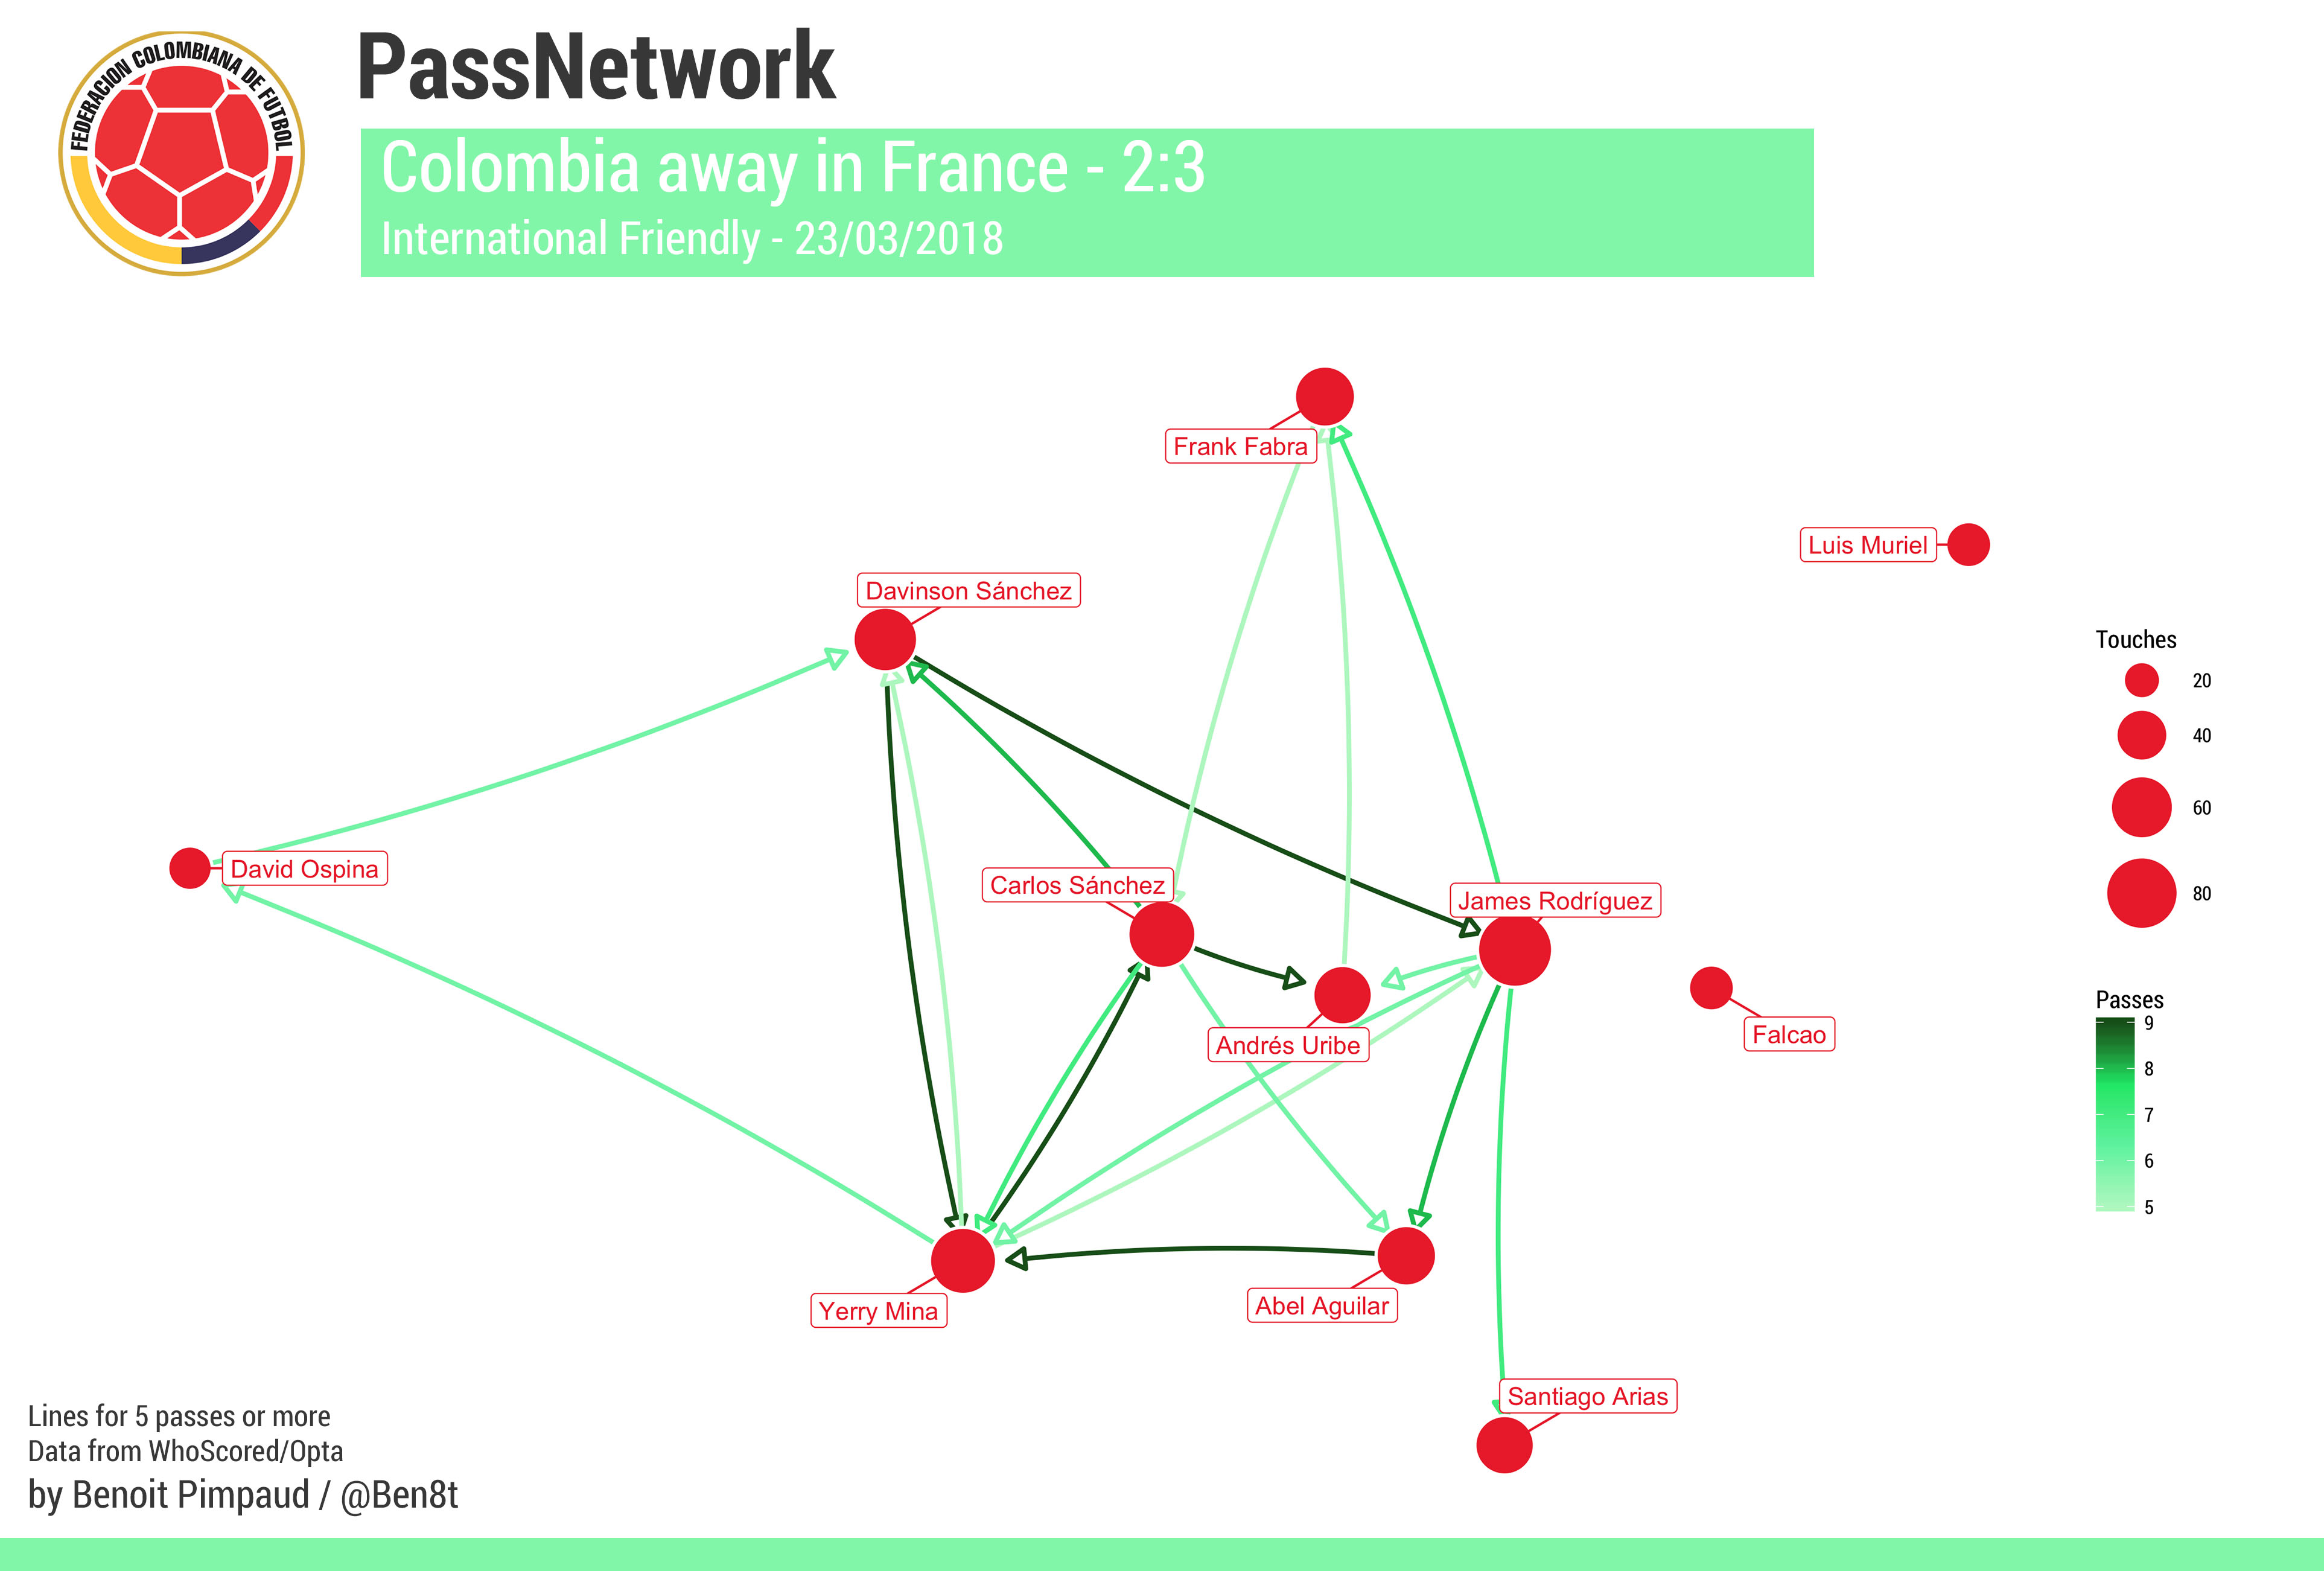 FEDERACION COLOMBIANA DE FUTBOL
PassNetwork
Colombia away in France - 2:3
International Friendly - 23/03/2018
Frank Fabra
Luis Muriel
Davinson Sánchez
David Ospina
Carlos Sánchez
James Rodríguez
Andrés Uribe
Falcao
Yerry Mina
Abel Aguilar
Santiago Arias
Touches
20
40
60
80
Passes
9
8
7
6
5
Lines for 5 passes or more
Data from WhoScored/Opta
by Benoit Pimpaud / @Ben8t